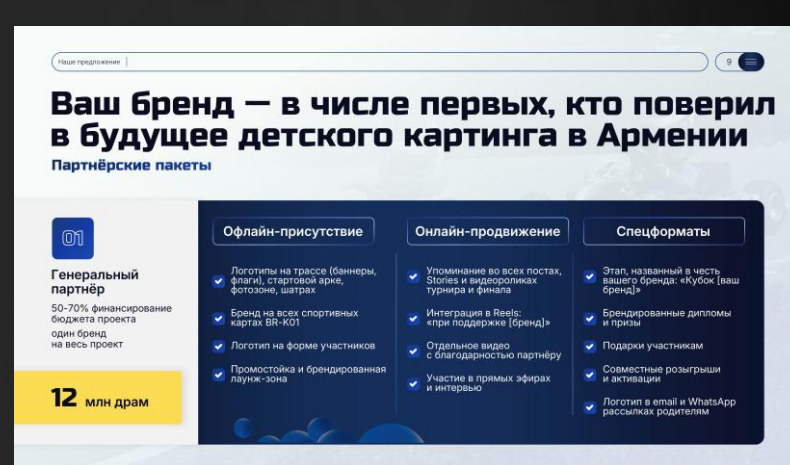 Наше предложение
9
Ваш бренд — в числе первых, кто поверил
в будущее детского картинга в Армении
Партнёрские пакеты
01
Генеральный
партнёр
50-70% финансирование
бюджета проекта
один бренд
на весь проект
12 млн драм
Офлайн-присутствие
Логотипы на трассе (баннеры,
флаги), стартовой арке,
фотозоне, шатрах
Бренд на всех спортивных
картах BR-K01
Логотип на форме участников
Промостойка и брендированная
лаунж-зона
Онлайн-продвижение
Упоминание во всех постах,
Stories и видеороликах
турнира и финала
Интеграция в Reels:
«при поддержке [бренд]»
Отдельное видео
с благодарностью партнёру
Участие в прямых эфирах
и интервью
Спецформаты
Этап, названный в честь
вашего бренда: «Кубок [ваш
бренд]»
Брендированные дипломы
и призы
Подарки участникам
Совместные розыгрыши
и активации
Логотип в email и WhatsApp
рассылках родителям